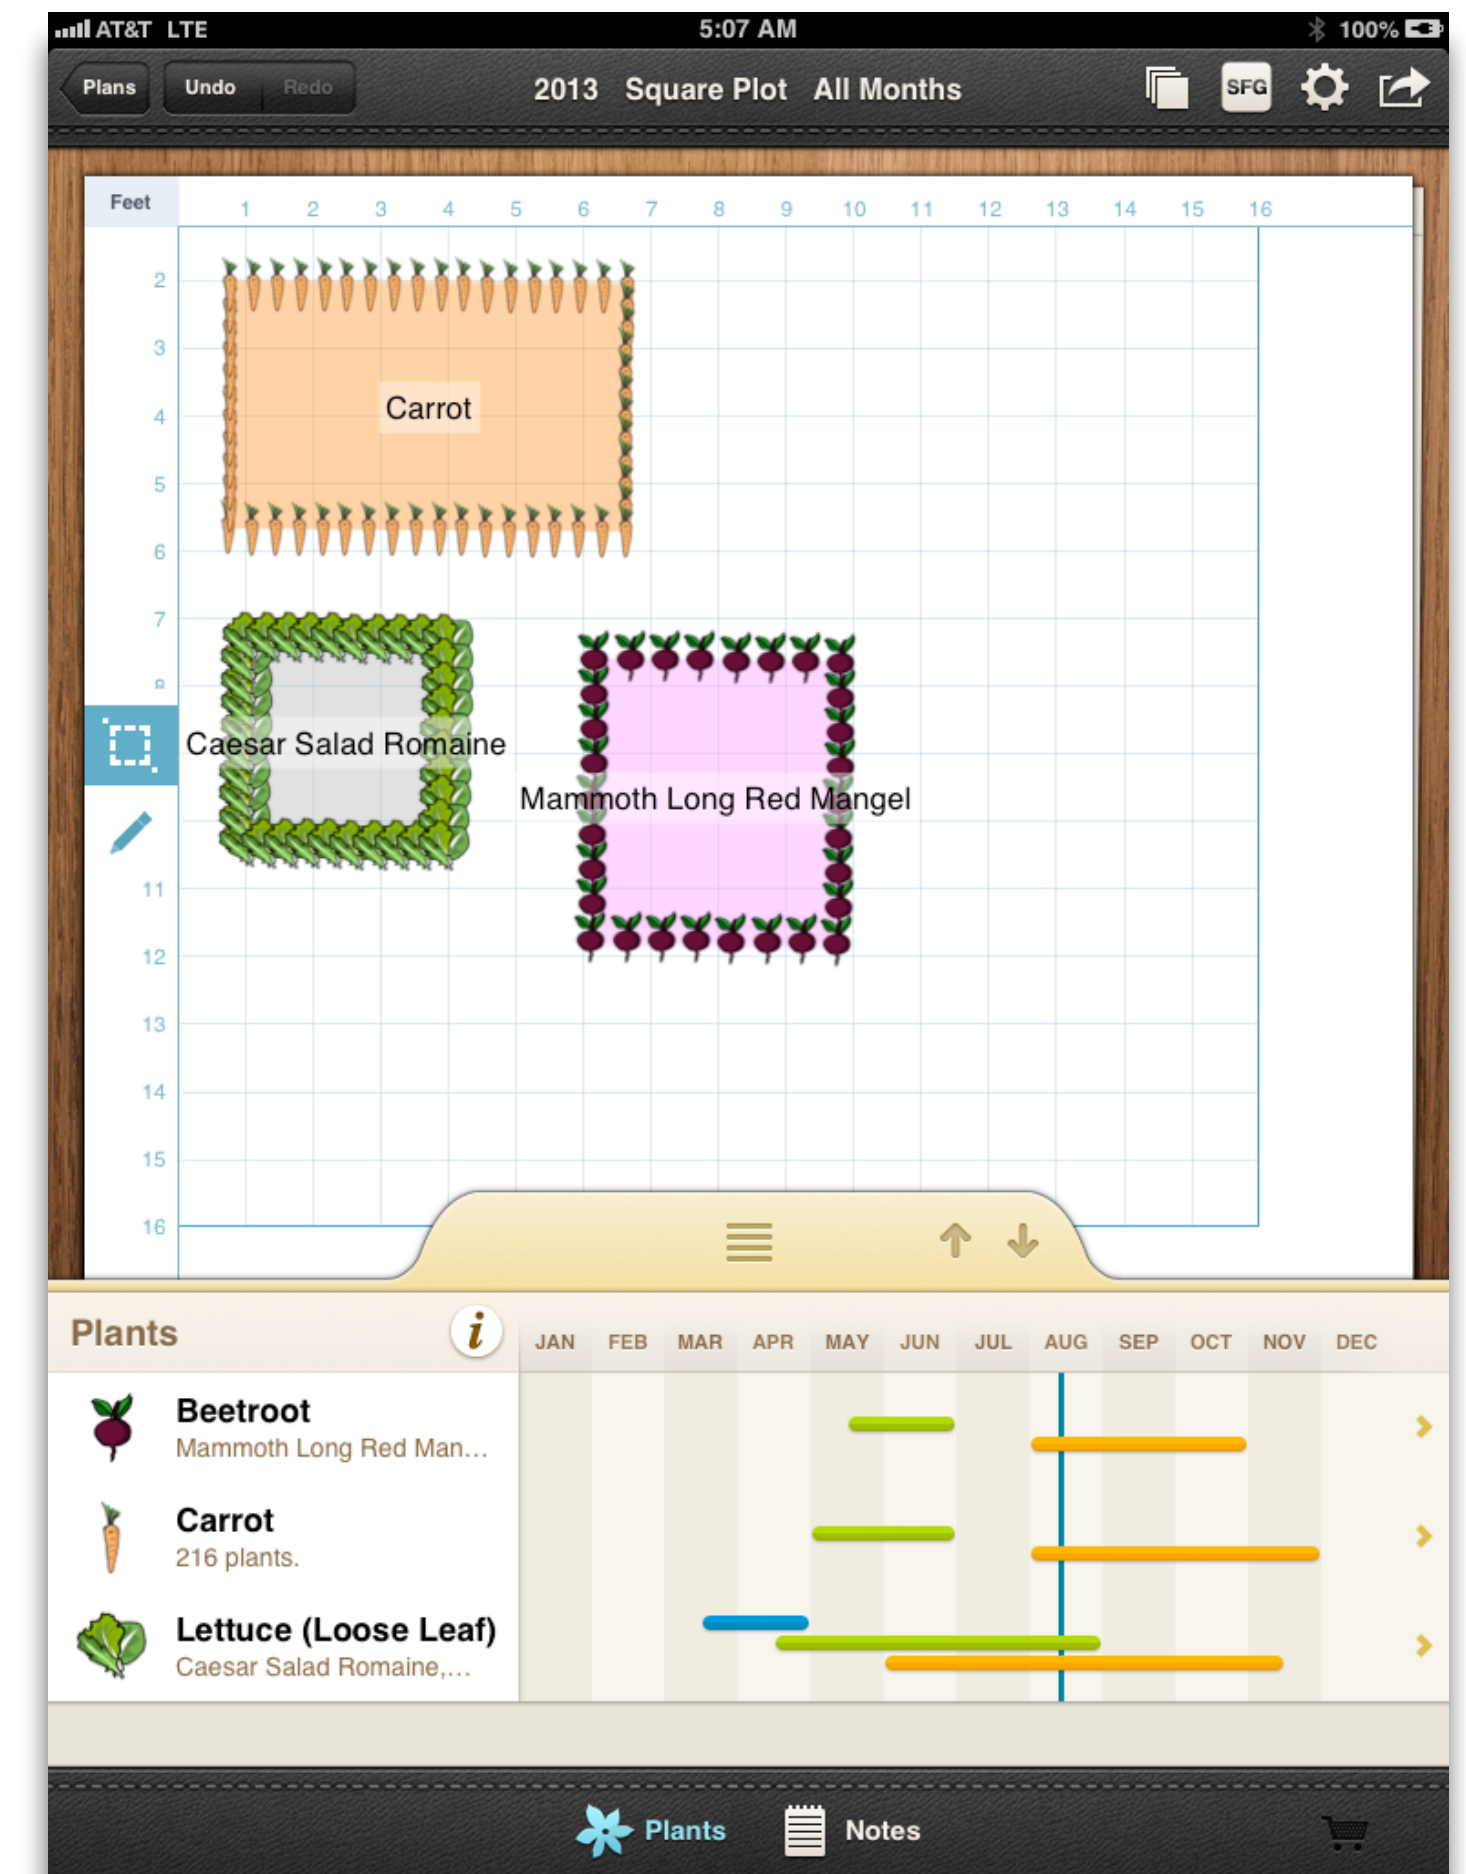 AT&T LTE 5:07 AM 100%
Plans Undo Redo 2013 Square Plot All Months SFG
Feet 1 2 3 4 5 6 7 8 9 10 11 12 13 14 15 16
2
3
Carrot
4
5
6
7
8
Caesar Salad Romaine
Mammoth Long Red Mangel
11
12
13
14
15
16
Plants i JAN FEB MAR APR MAY JUN JUL AUG SEP OCT NOV DEC
Beetroot
Mammoth Long Red Man...
Carrot
216 plants.
Lettuce (Loose Leaf)
Caesar Salad Romaine,...
Plants Notes